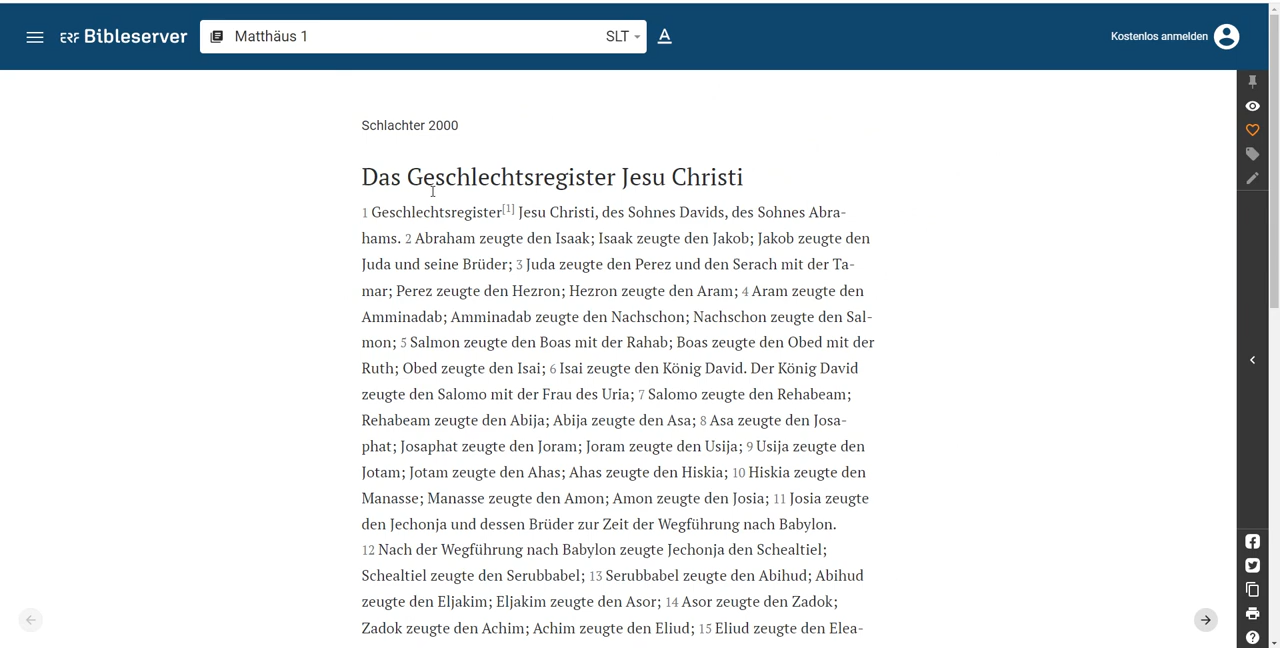 ERF Bibleserver
Matthäus 1
SLT
A
Kostenlos anmelden
Schlachter 2000
Das Geschlechtsregister Jesu Christi
1 Geschlechtsregister[1] Jesu Christi, des Sohnes Davids, des Sohnes Abra-
hams. 2 Abraham zeugte den Isaak; Isaak zeugte den Jakob; Jakob zeugte den
Juda und seine Brüder; 3 Juda zeugte den Perez und den Serach mit der Ta-
mar; Perez zeugte den Hezron; Hezron zeugte den Aram; 4 Aram zeugte den
Amminadab; Amminadab zeugte den Nachschon; Nachschon zeugte den Sal-
mon; 5 Salmon zeugte den Boas mit der Rahab; Boas zeugte den Obed mit der
Ruth; Obed zeugte den Isai; 6 Isai zeugte den König David. Der König David
zeugte den Salomo mit der Frau des Uria; 7 Salomo zeugte den Rehabeam;
Rehabeam zeugte den Abija; Abija zeugte den Asa; 8 Asa zeugte den Josa-
phat; Josaphat zeugte den Joram; Joram zeugte den Usija; 9 Usija zeugte den
Jotam; Jotam zeugte den Ahas; Ahas zeugte den Hiskia; 10 Hiskia zeugte den
Manasse; Manasse zeugte den Amon; Amon zeugte den Josia; 11 Josia zeugte
den Jechonja und dessen Brüder zur Zeit der Wegführung nach Babylon.
12 Nach der Wegführung nach Babylon zeugte Jechonja den Schealtiel;
Schealtiel zeugte den Serubbabel; 13 Serubbabel zeugte den Abihud; Abihud
zeugte den Eljakim; Eljakim zeugte den Asor; 14 Asor zeugte den Zadok;
Zadok zeugte den Achim; Achim zeugte den Eliud; 15 Eliud zeugte den Elea-